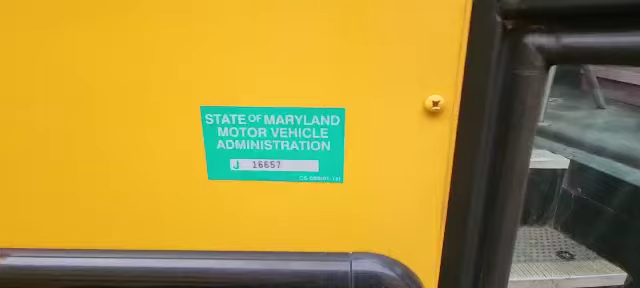 STATE OF MARYLAND
MOTOR VEHICLE
ADMINISTRATION
J 16657